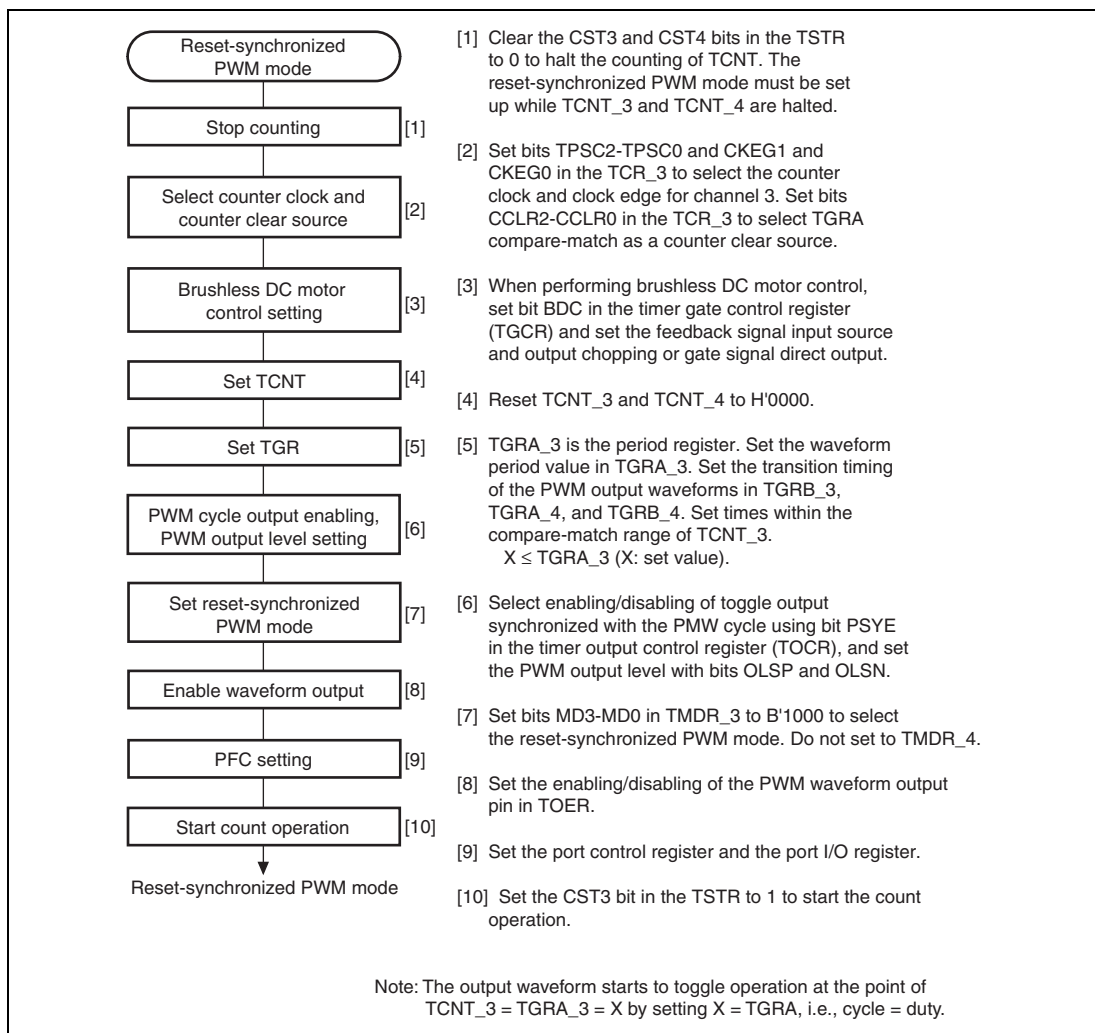 Reset-synchronized
PWM mode
Stop counting
[1]
Select counter clock and
counter clear source
[2]
Brushless DC motor
control setting
[3]
Set TCNT
[4]
Set TGR
[5]
PWM cycle output enabling,
PWM output level setting
[6]
Set reset-synchronized
PWM mode
[7]
Enable waveform output
[8]
PFC setting
[9]
Start count operation
[10]
Reset-synchronized PWM mode
[1] Clear the CST3 and CST4 bits in the TSTR
to 0 to halt the counting of TCNT. The
reset-synchronized PWM mode must be set
up while TCNT_3 and TCNT_4 are halted.
[2] Set bits TPSC2-TPSC0 and CKEG1 and
CKEG0 in the TCR_3 to select the counter
clock and clock edge for channel 3. Set bits
CCLR2-CCLR0 in the TCR_3 to select TGRA
compare-match as a counter clear source.
[3] When performing brushless DC motor control,
set bit BDC in the timer gate control register
(TGCR) and set the feedback signal input source
and output chopping or gate signal direct output.
[4] Reset TCNT_3 and TCNT_4 to H'0000.
[5] TGRA_3 is the period register. Set the waveform
period value in TGRA_3. Set the transition timing
of the PWM output waveforms in TGRB_3,
TGRA_4, and TGRB_4. Set times within the
compare-match range of TCNT_3.
X ≤ TGRA_3 (X: set value).
[6] Select enabling/disabling of toggle output
synchronized with the PMW cycle using bit PSYE
in the timer output control register (TOCR), and set
the PWM output level with bits OLSP and OLSN.
[7] Set bits MD3-MD0 in TMDR_3 to B'1000 to select
the reset-synchronized PWM mode. Do not set to TMDR_4.
[8] Set the enabling/disabling of the PWM waveform output
pin in TOER.
[9] Set the port control register and the port I/O register.
[10] Set the CST3 bit in the TSTR to 1 to start the count
operation.
Note: The output waveform starts to toggle operation at the point of
TCNT_3 = TGRA_3 = X by setting X = TGRA, i.e., cycle = duty.